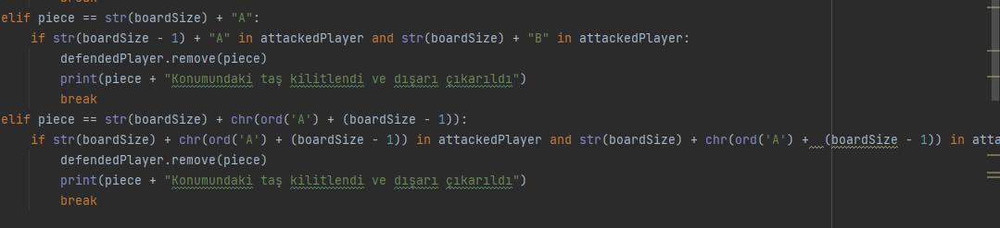 break
elif piece == str(boardSize) + "A":
if str(boardSize - 1) + "A" in attackedPlayer and str(boardSize) + "B" in attackedPlayer:
defendedPlayer.remove(piece)
print(piece + "Konumundaki taş kilitlendi ve dışarı çıkarıldı")
break
elif piece == str(boardSize) + chr(ord('A') + (boardSize - 1)):
if str(boardSize) + chr(ord('A') + (boardSize - 1)) in attackedPlayer and str(boardSize) + chr(ord('A') +  (boardSize - 1)) in atta
defendedPlayer.remove(piece)
print(piece + "Konumundaki taş kilitlendi ve dışarı çıkarıldı")
break